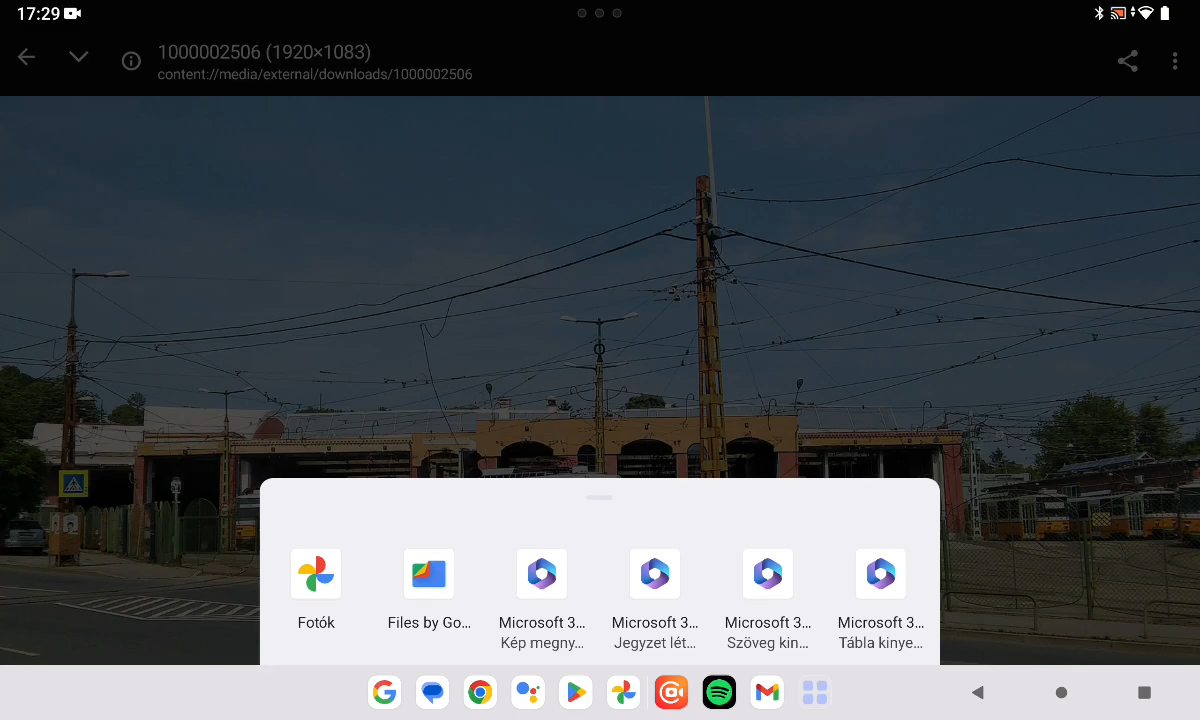 17:29
1000002506 (1920×1083)
content://media/external/downloads/1000002506
Fotók
Files by Go...
Microsoft 3...
Kép megny...
Microsoft 3...
Jegyzet lét...
Microsoft 3...
Szöveg kin...
Microsoft 3...
Tábla kinye...